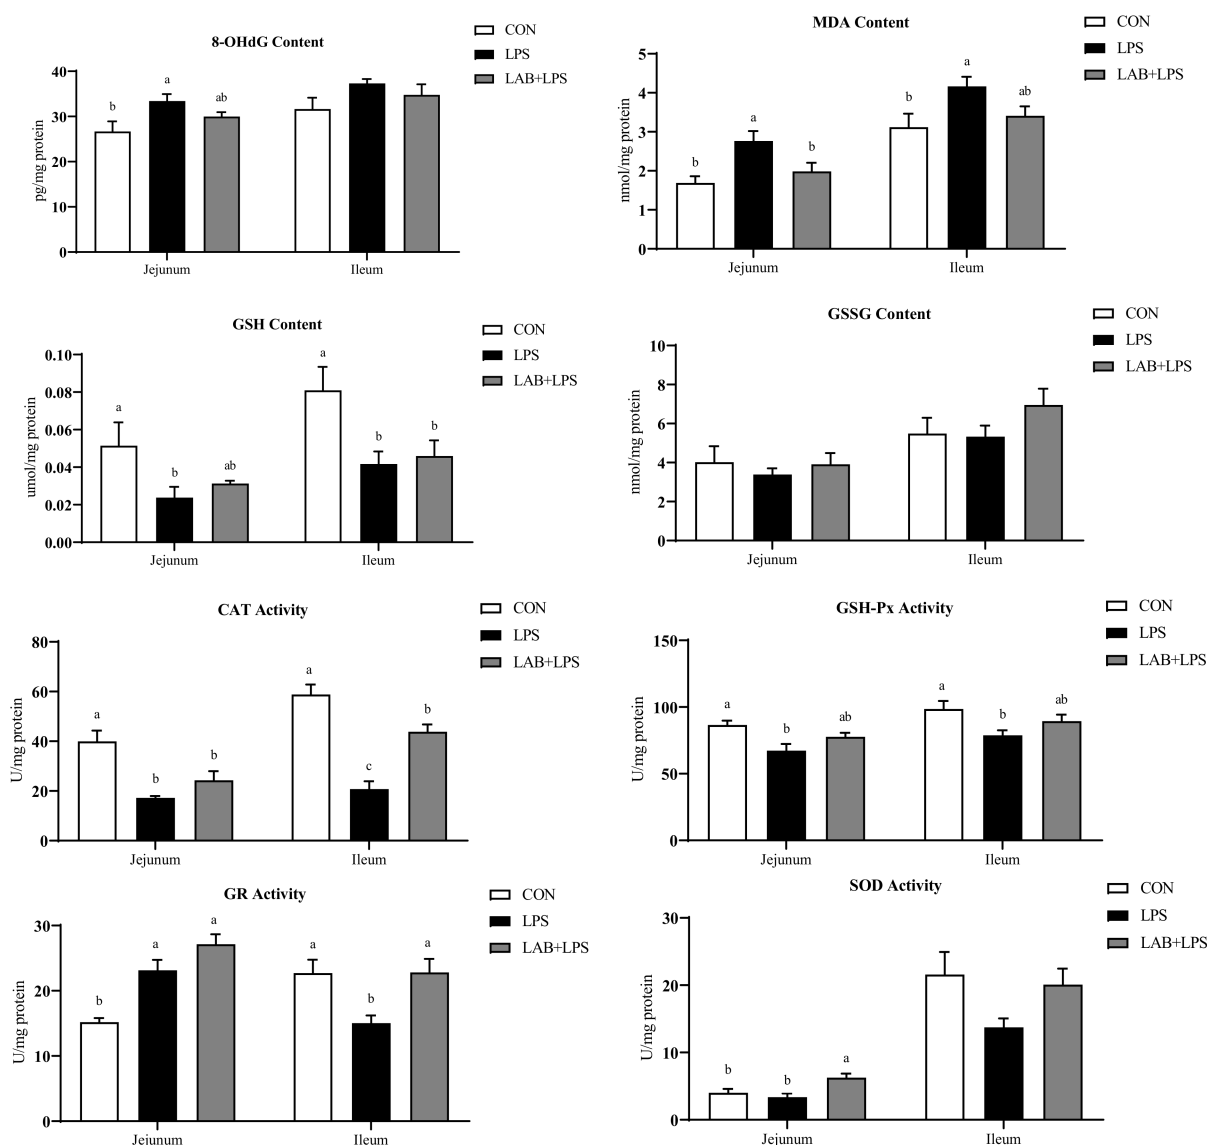 8-OHdG Content
CON
LPS
LAB+LPS
pg/mg protein
40
30
20
10
0
b
a
ab
Jejunum
Ileum
MDA Content
CON
LPS
LAB+LPS
nmol/mg protein
5
4
3
2
1
0
b
a
b
b
a
ab
Jejunum
Ileum
GSH Content
CON
LPS
LAB+LPS
umol/mg protein
0.10
0.08
0.06
0.04
0.02
0.00
a
b
ab
a
b
b
Jejunum
Ileum
GSSG Content
CON
LPS
LAB+LPS
nmol/mg protein
10
8
6
4
2
0
Jejunum
Ileum
CAT Activity
CON
LPS
LAB+LPS
U/mg protein
80
60
40
20
0
a
b
b
a
c
b
Jejunum
Ileum
GSH-Px Activity
CON
LPS
LAB+LPS
U/mg protein
150
100
50
0
a
b
ab
a
b
ab
Jejunum
Ileum
GR Activity
CON
LPS
LAB+LPS
U/mg protein
30
20
10
0
b
a
a
a
b
a
Jejunum
Ileum
SOD Activity
CON
LPS
LAB+LPS
U/mg protein
30
20
10
0
b
b
a
Jejunum
Ileum